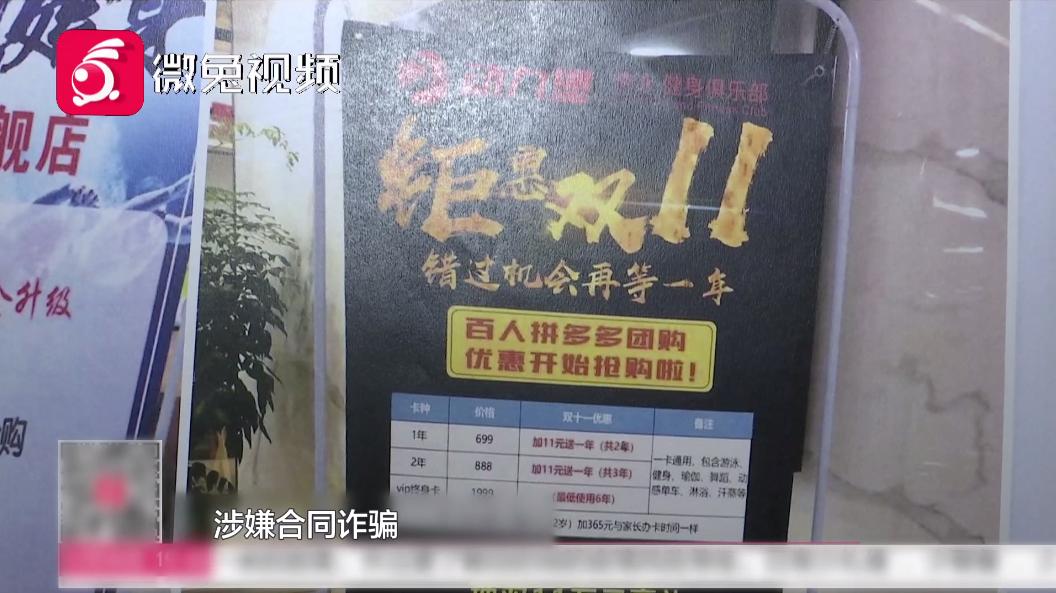 微兔视频
舰店
升级
购
健身俱乐部
钜惠双11
错过机会再等一年
百人拼多多团购
优惠开始抢购啦！
卡种 价格 双十一优惠 备注
1年 699 加11元送一年（共2年）
2年 888 加11元送一年（共3年）
一卡通用，包含游泳、
健身、瑜伽、舞蹈、动
感单车、淋浴、汗蒸等
vip终身卡 1999 （最低使用6年）
2岁）加365元与家长办卡时间一样
涉嫌合同诈骗